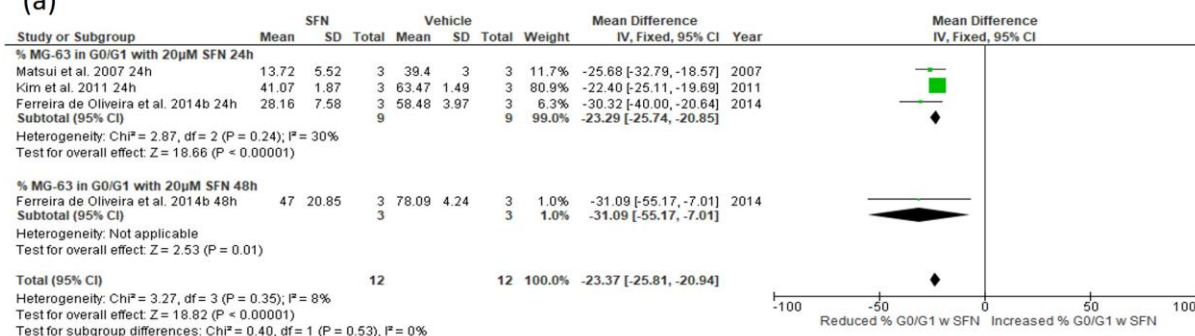 (a)
SFN Vehicle Mean Difference Mean Difference
Study or Subgroup Mean SD Total Mean SD Total Weight IV, Fixed, 95% CI Year IV, Fixed, 95% CI
% MG-63 in G0/G1 with 20µM SFN 24h
Matsui et al. 2007 24h 13.72 5.52 3 39.4 3 3 11.7% -25.68 [-32.79, -18.57] 2007
Kim et al. 2011 24h 41.07 1.87 3 63.47 1.49 3 80.9% -22.40 [-25.11, -19.69] 2011
Ferreira de Oliveira et al. 2014b 24h 28.16 7.58 3 58.48 3.97 3 6.3% -30.32 [-40.00, -20.64] 2014
Subtotal (95% CI) 9 9 99.0% -23.29 [-25.74, -20.85]
Heterogeneity: Chi² = 2.87, df = 2 (P = 0.24); I² = 30%
Test for overall effect: Z = 18.66 (P < 0.00001)
% MG-63 in G0/G1 with 20µM SFN 48h
Ferreira de Oliveira et al. 2014b 48h 47 20.85 3 78.09 4.24 3 1.0% -31.09 [-55.17, -7.01] 2014
Subtotal (95% CI) 3 3 1.0% -31.09 [-55.17, -7.01]
Heterogeneity: Not applicable
Test for overall effect: Z = 2.53 (P = 0.01)
Total (95% CI) 12 12 100.0% -23.37 [-25.81, -20.94]
Heterogeneity: Chi² = 3.27, df = 3 (P = 0.35); I² = 8%
Test for overall effect: Z = 18.82 (P < 0.00001)
Test for subgroup differences: Chi² = 0.40, df = 1 (P = 0.53), I² = 0%
-100 -50 0 50 100
Reduced % G0/G1 w SFN Increased % G0/G1 w SFN